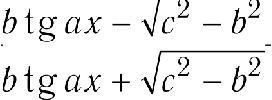 b tg ax − √c² − b²
b tg ax + √c² − b²